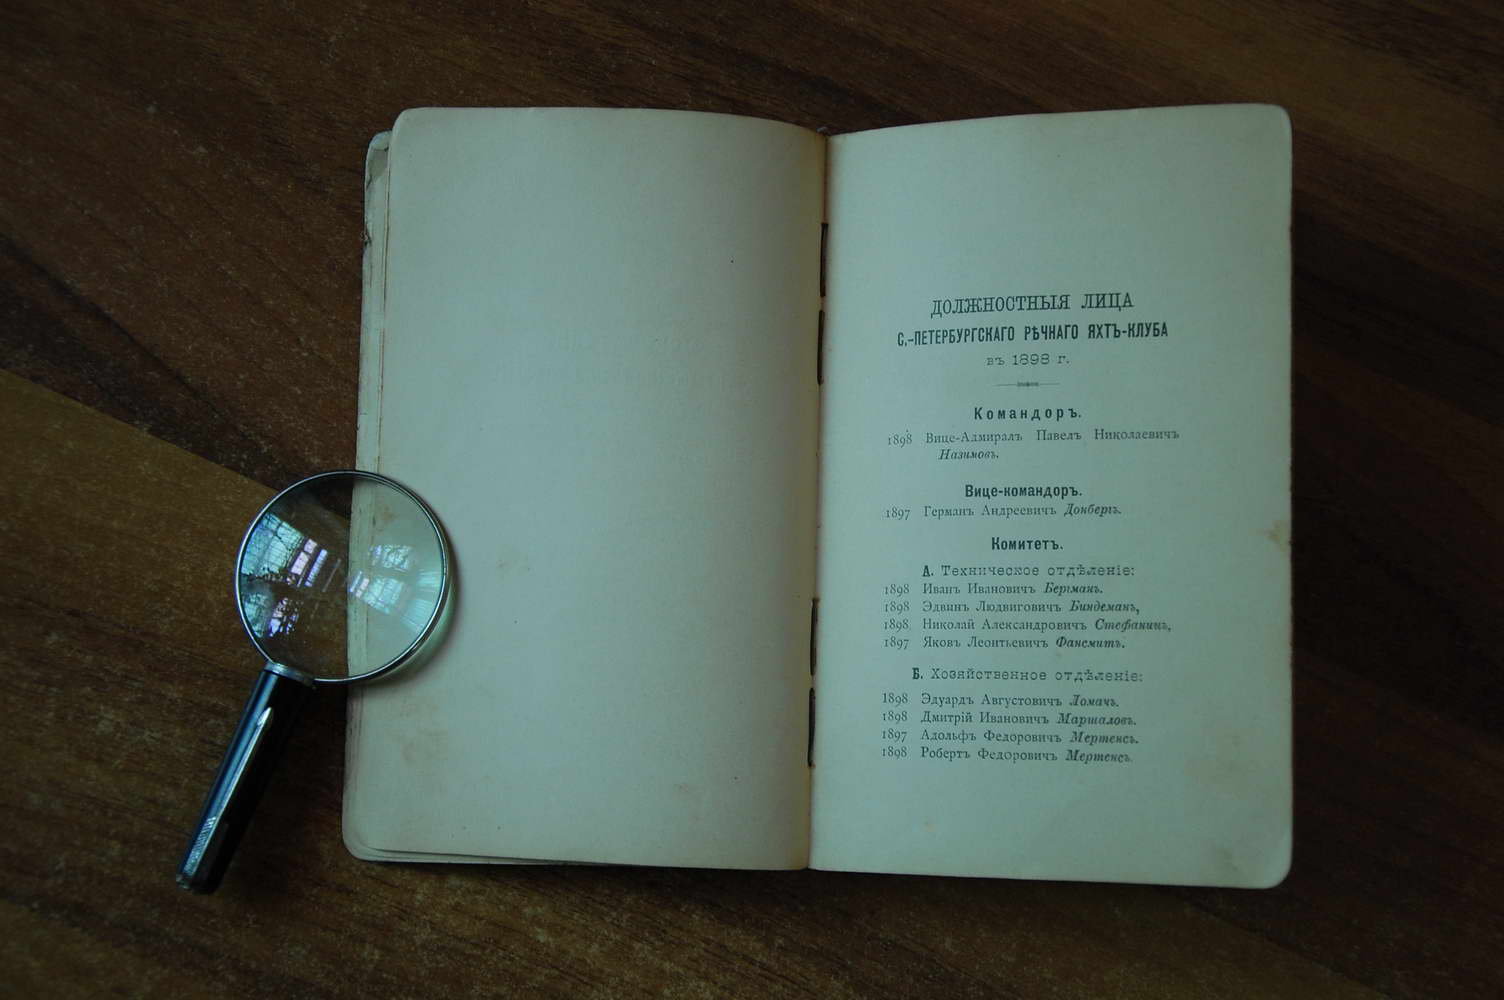 ДОЛЖНОСТНЫЯ ЛИЦА
С.-ПЕТЕРБУРГСКАГО РѢЧНАГО ЯХТЪ-КЛУБА
въ 1898 г.
Командоръ.
1898 Вице-Адмиралъ Павелъ Николаевичъ
Назимовъ.
Вице-командоръ.
1897 Германъ Андреевичъ Донбергъ.
Комитетъ.
А. Техническое отдѣленіе:
1898 Иванъ Ивановичъ Бергманъ.
1898 Эдвинъ Людвиговичъ Биндеманъ,
1898 Николай Александровичъ Стефаницъ,
1897 Яковъ Леонтьевичъ Фансмитъ.
Б. Хозяйственное отдѣленіе:
1898 Эдуардъ Августовичъ Ломачъ.
1898 Дмитрій Ивановичъ Маршаловъ.
1897 Адольфъ Федоровичъ Мертенсъ.
1898 Робертъ Федоровичъ Мертенсъ.